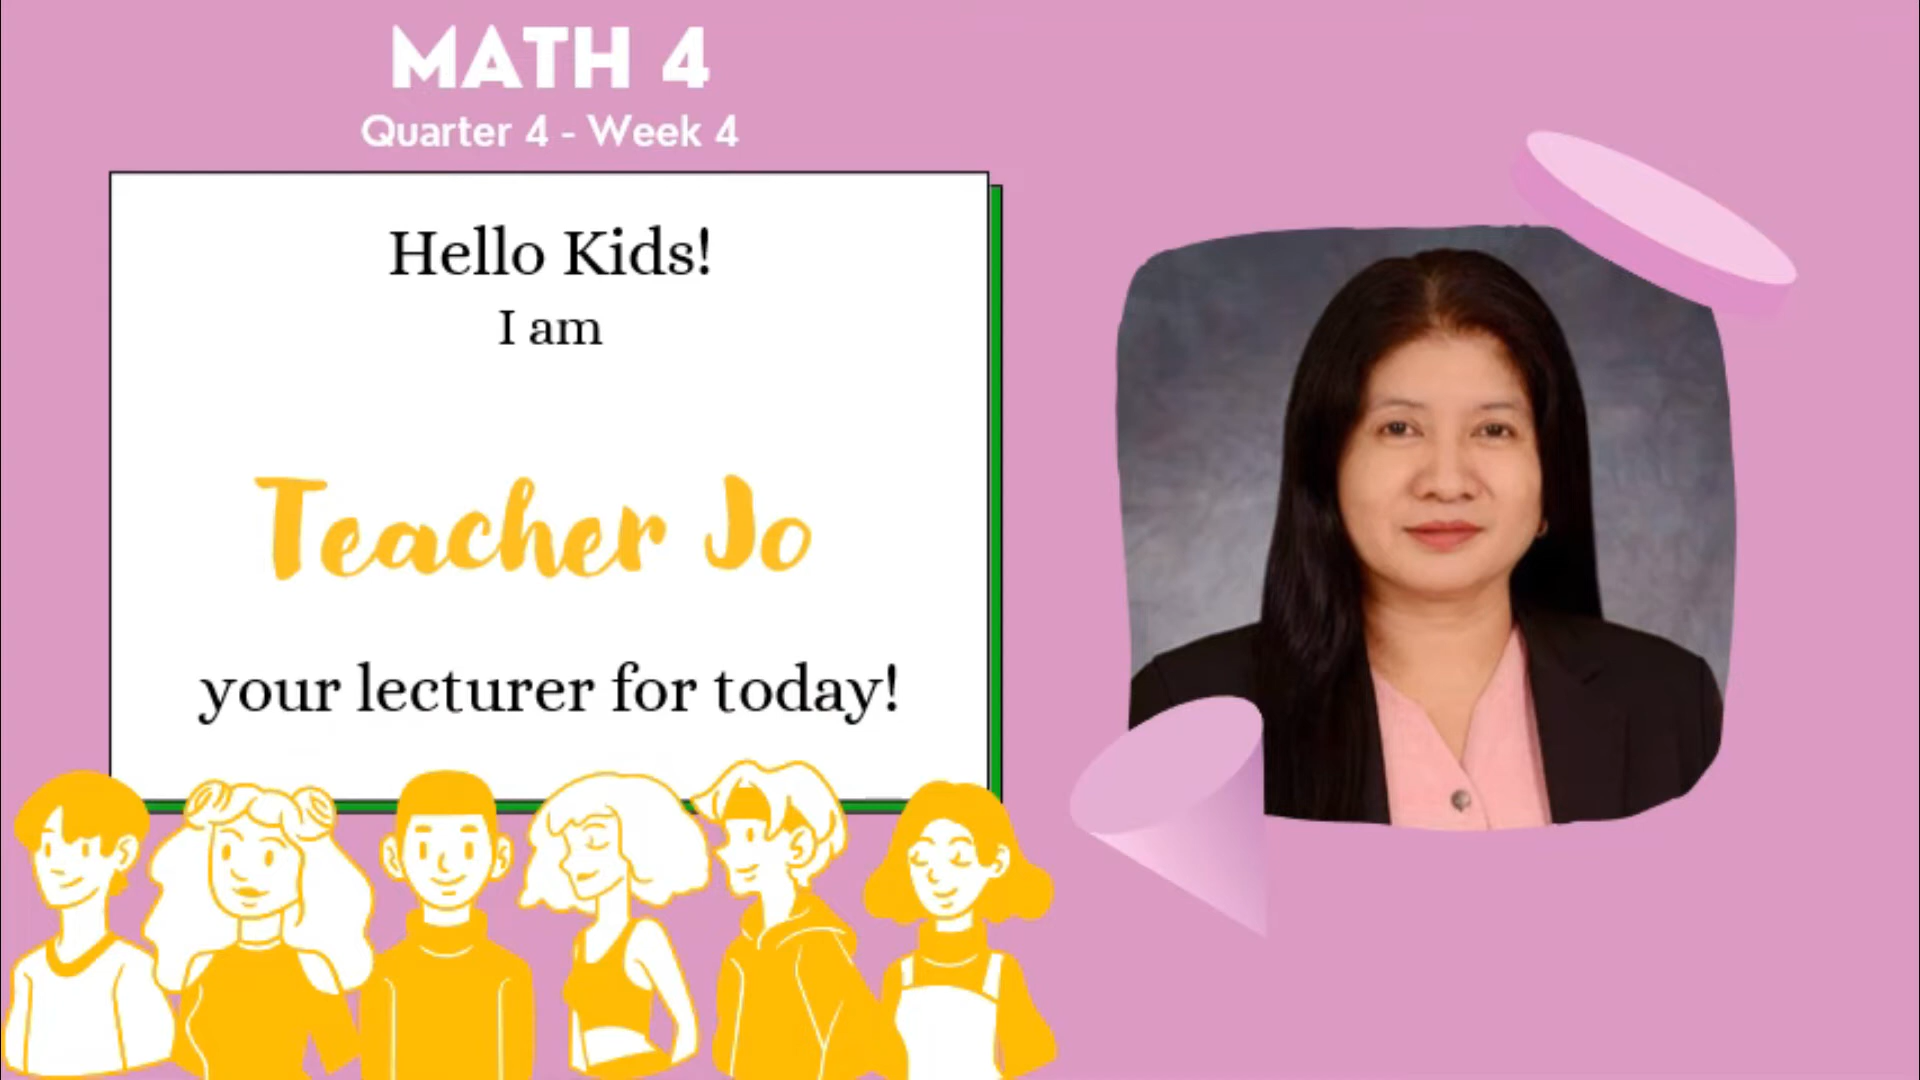 MATH 4
Quarter 4 - Week 4
Hello Kids!
I am
Teacher Jo
your lecturer for today!